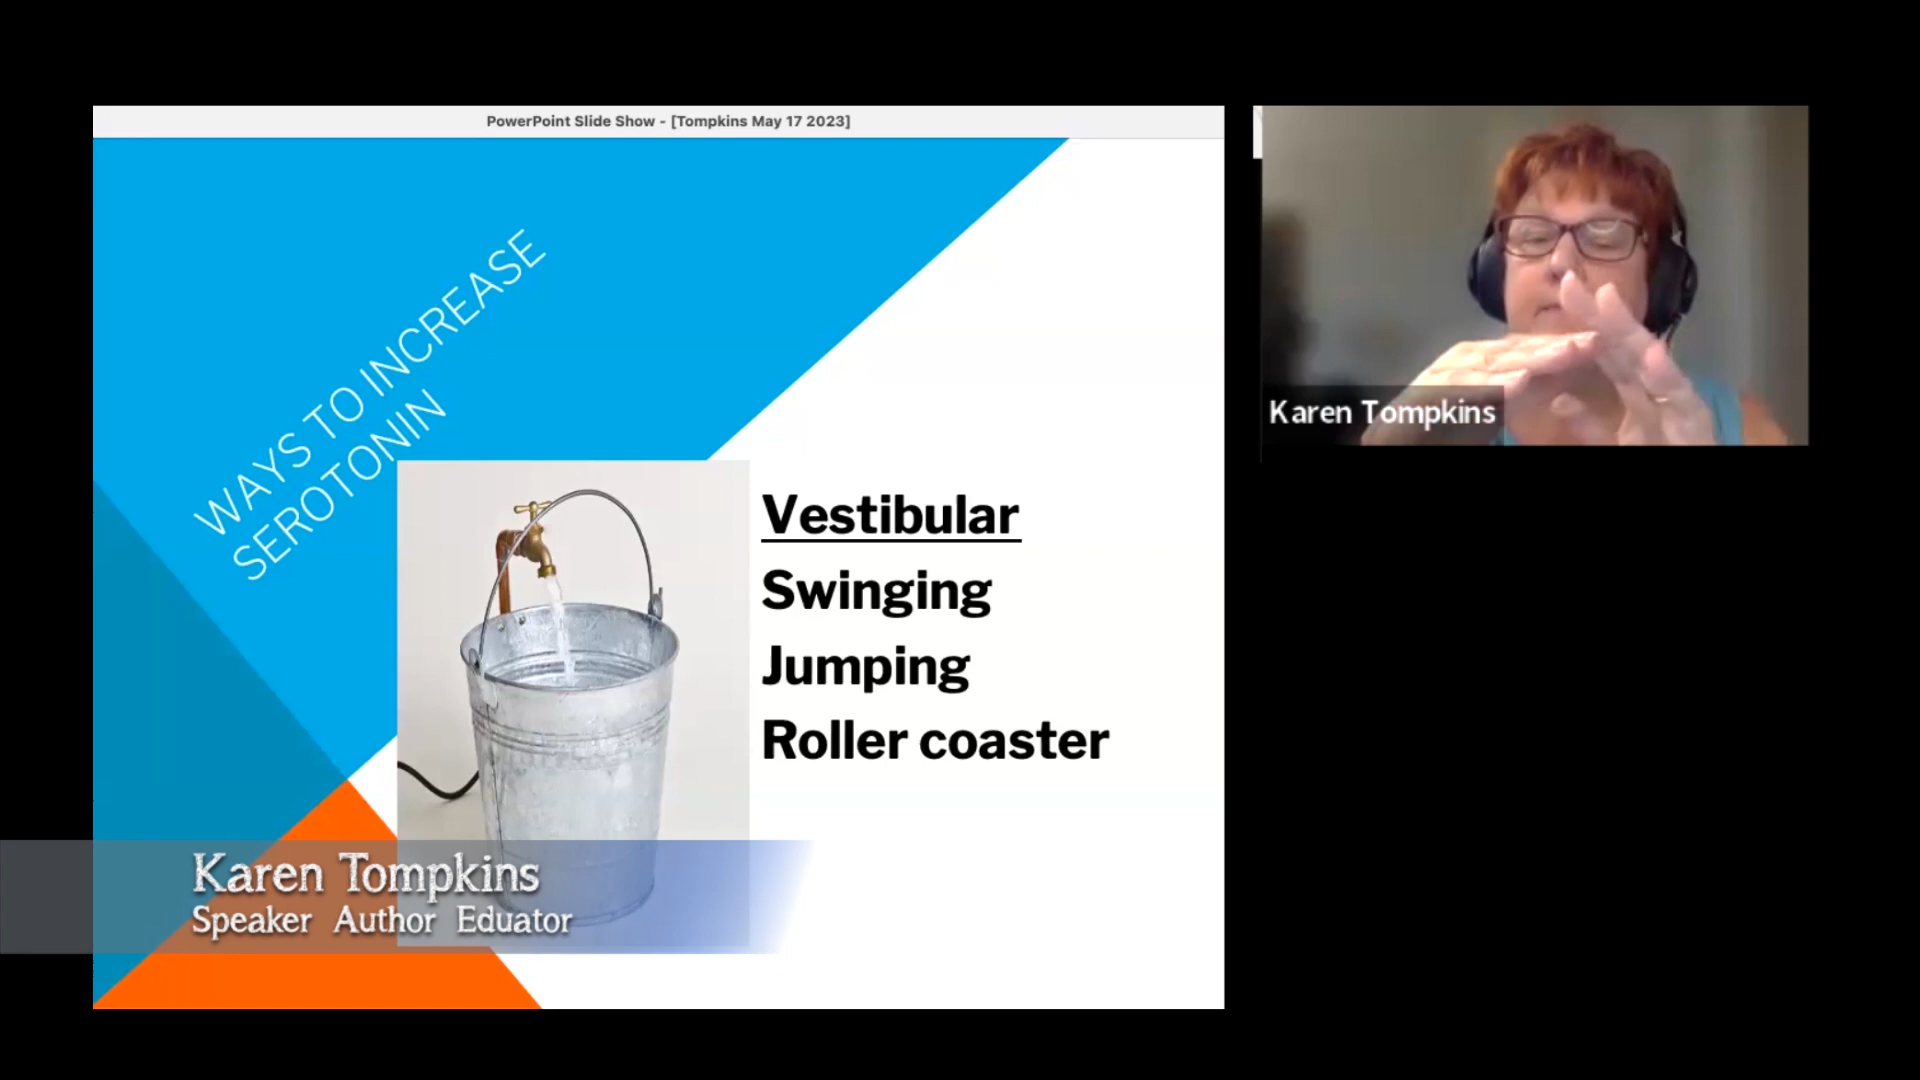 PowerPoint Slide Show - [Tompkins May 17 2023]
WAYS TO INCREASE
SEROTONIN
Vestibular
Swinging
Jumping
Roller coaster
Karen Tompkins
Speaker Author Eduator
Karen Tompkins